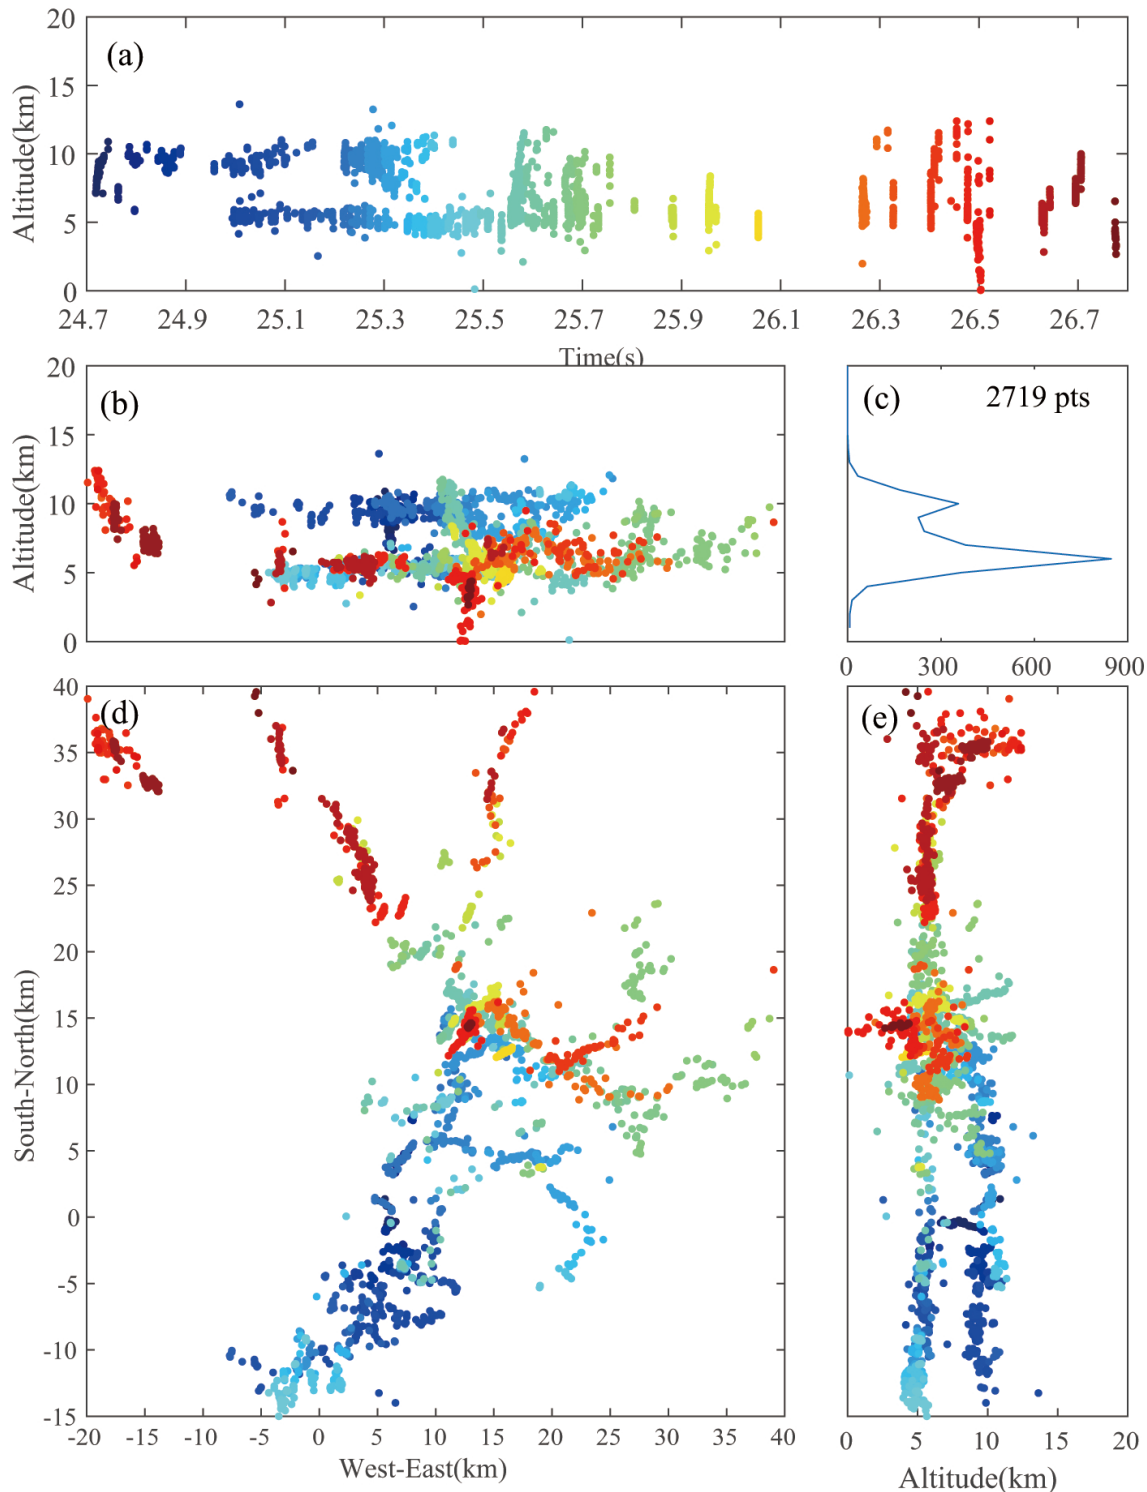 20
(a)
15
Altitude(km)
10
5
0
24.7 24.9 25.1 25.3 25.5 25.7 25.9 26.1 26.3 26.5 26.7
Time(s)
20
(b)
15
Altitude(km)
10
5
0
(c) 2719 pts
0 300 600 900
40
(d)
35
30
25
20
South-North(km)
15
10
5
0
-5
-10
-15
-20 -15 -10 -5 0 5 10 15 20 25 30 35 40
West-East(km)
(e)
0 5 10 15 20
Altitude(km)